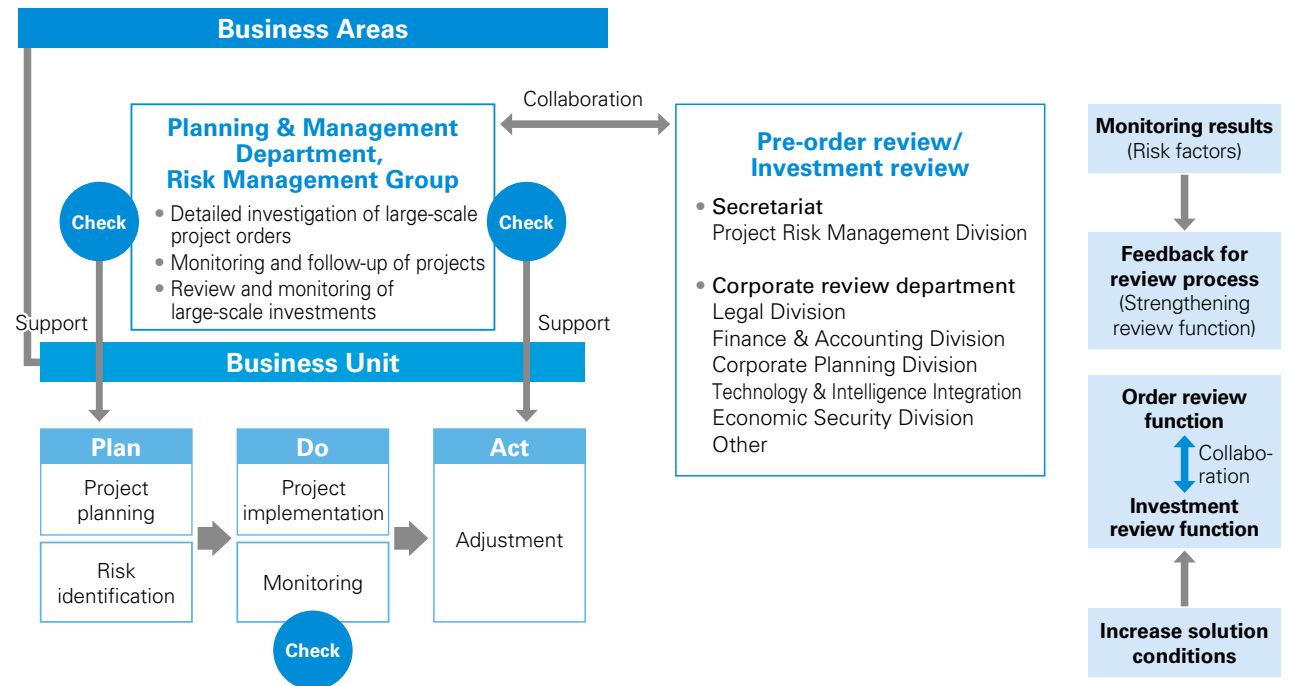 Business Areas
Collaboration
Planning & Management
Department,
Risk Management Group
• Detailed investigation of large-scale
project orders
• Monitoring and follow-up of projects
• Review and monitoring of
large-scale investments
Check
Check
Support
Support
Business Unit
Plan
Project
planning
Risk
identification
Do
Project
implementation
Monitoring
Check
Act
Adjustment
Pre-order review/
Investment review
• Secretariat
Project Risk Management Division
• Corporate review department
Legal Division
Finance & Accounting Division
Corporate Planning Division
Technology & Intelligence Integration
Economic Security Division
Other
Monitoring results
(Risk factors)
Feedback for
review process
(Strengthening
review function)
Order review
function
Collabo-
ration
Investment
review function
Increase solution
conditions